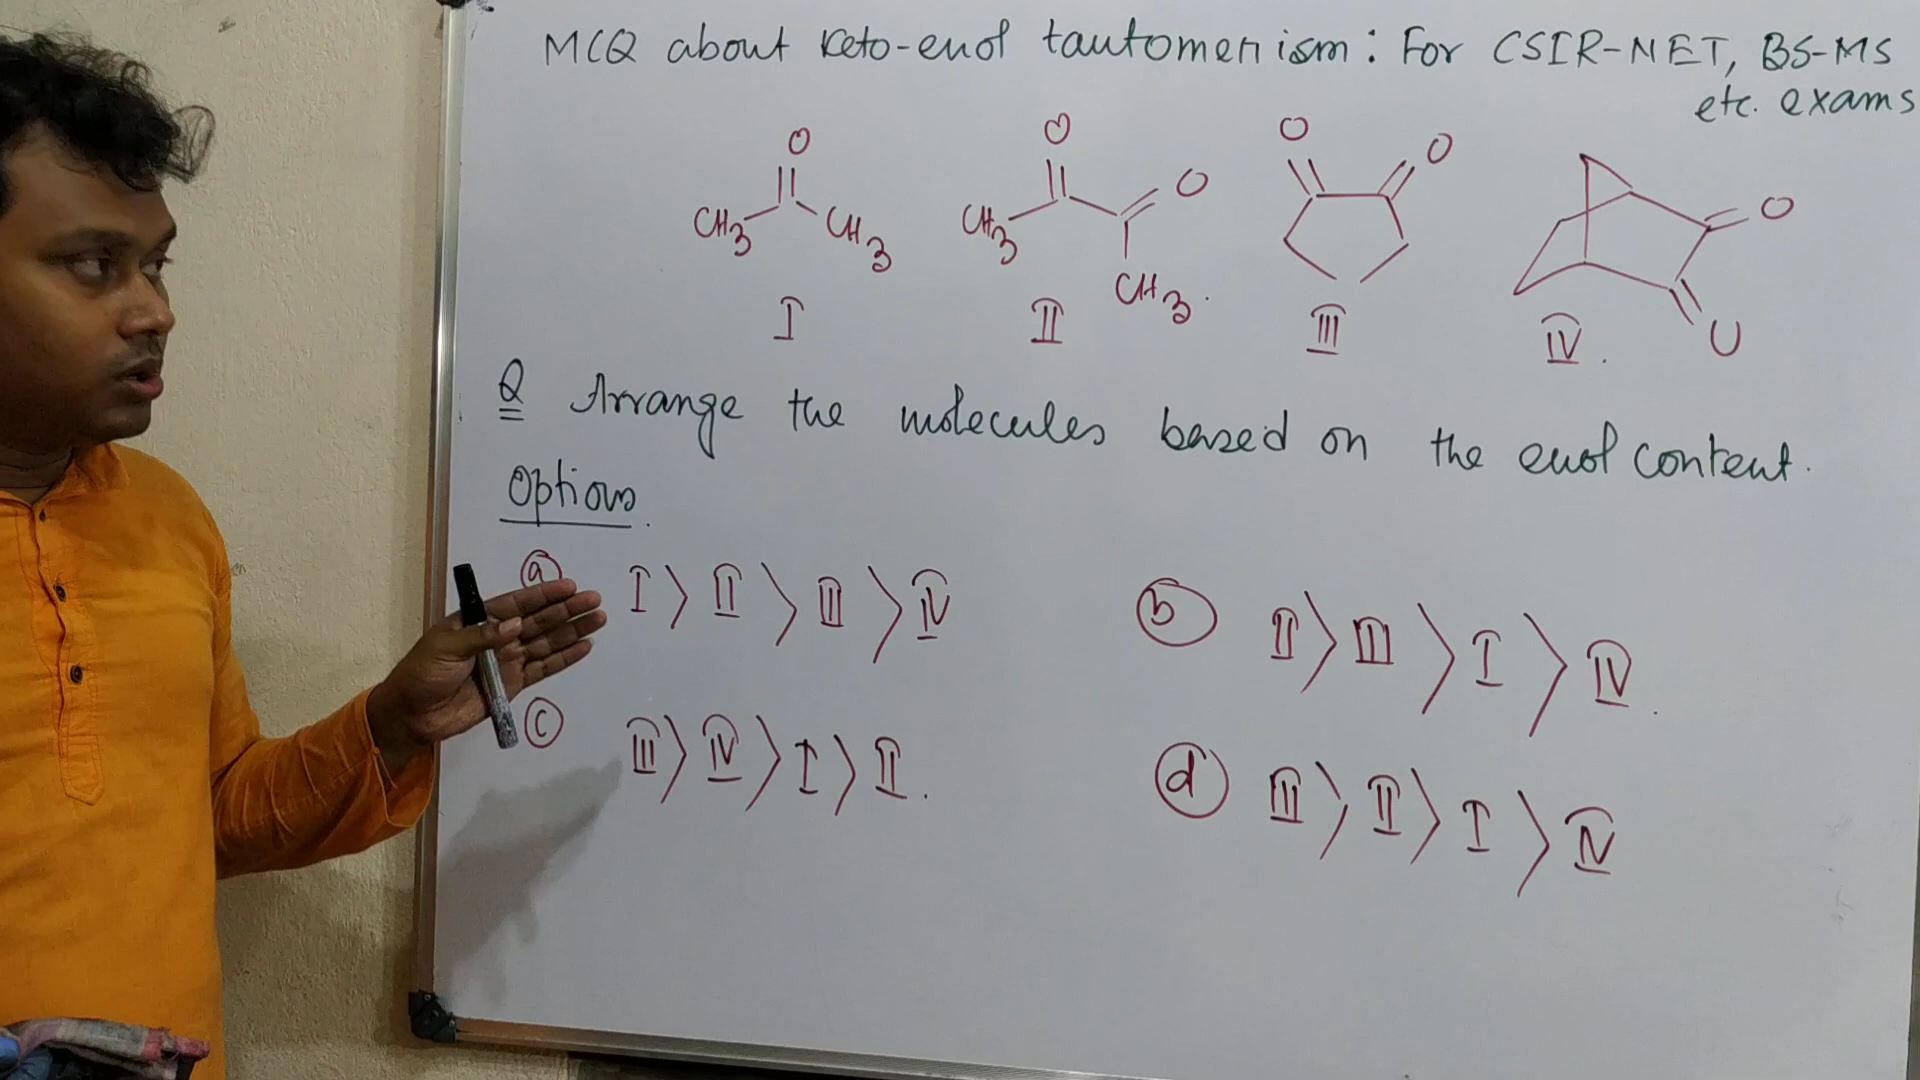 MCQ about Keto-enol tautomerism: For CSIR-NET, BS-MS
etc. exams
O
CH3 CH3
I
O
O
CH3
CH3.
II
O
O
III
O
O
IV.
Q Arrange the molecules based on the enol content.
Options.
(a) I > II > III > IV
(b) II > III > I > IV.
(c) III > IV > I > II.
(d) III > II > I > IV